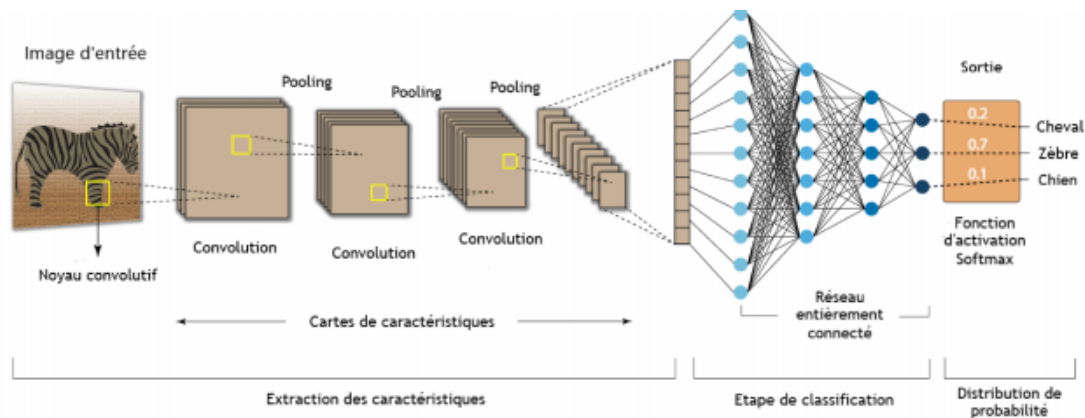 Image d'entrée
Pooling
Pooling
Pooling
Sortie
0.2
Cheval
0.7
Zèbre
0.1
Chien
Convolution
Convolution
Convolution
Noyau convolutif
Fonction
d'activation
Softmax
Cartes de caractéristiques
Réseau
entièrement
connecté
Extraction des caractéristiques
Etape de classification
Distribution de
probabilité